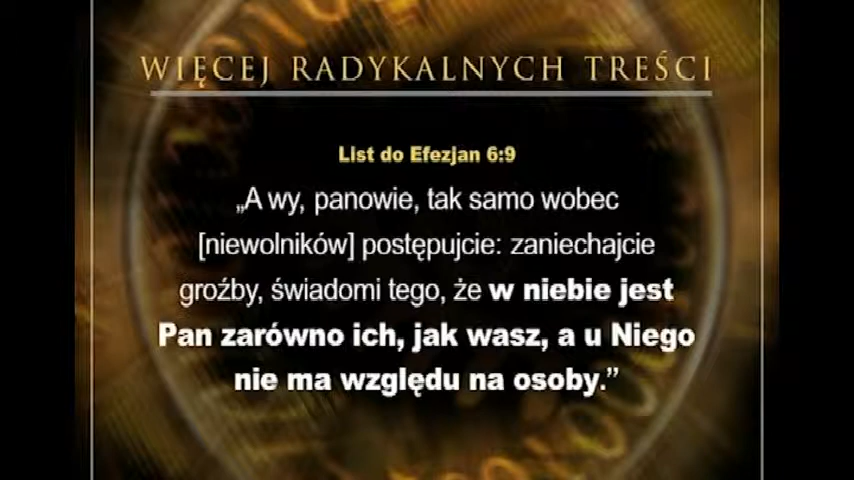 WIĘCEJ RADYKALNYCH TREŚCI
List do Efezjan 6:9
„A wy, panowie, tak samo wobec
[niewolników] postępujcie: zaniechajcie
groźby, świadomi tego, że w niebie jest
Pan zarówno ich, jak wasz, a u Niego
nie ma względu na osoby.”